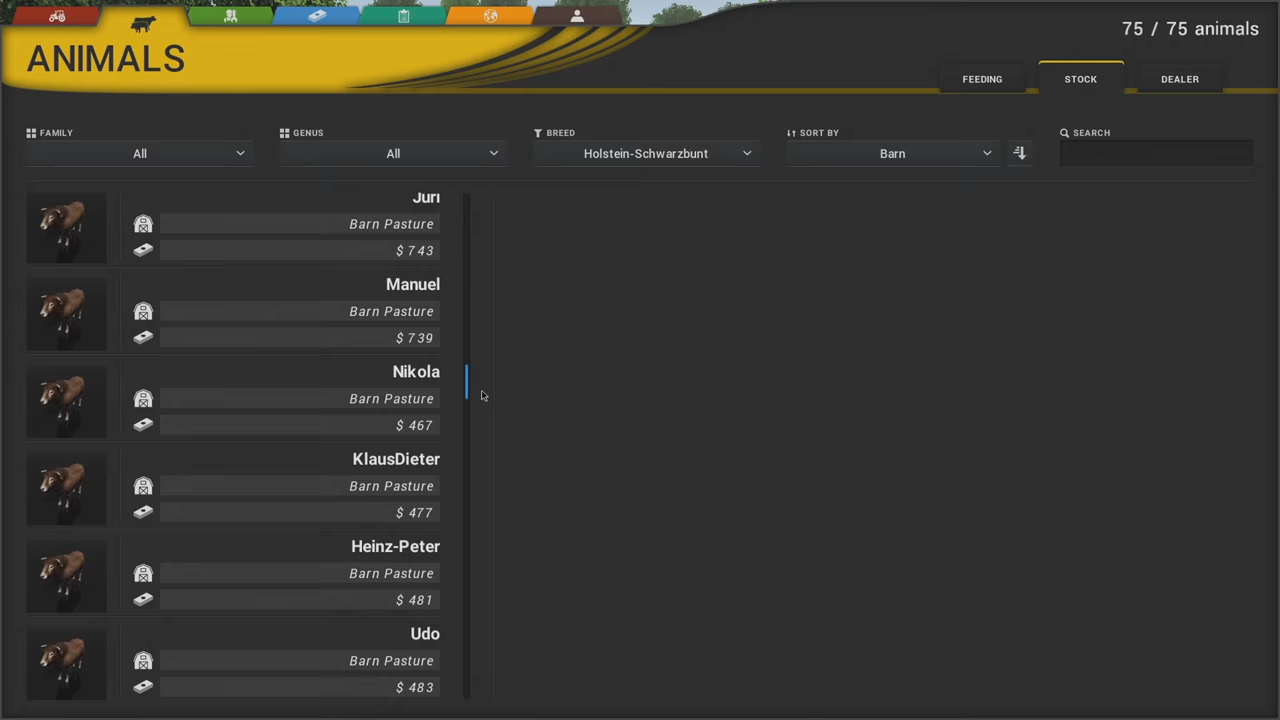 75 / 75 animals
ANIMALS
FEEDING
STOCK
DEALER
FAMILY
GENUS
BREED
SORT BY
SEARCH
All
All
Holstein-Schwarzbunt
Barn
Juri
Barn Pasture
$ 743
Manuel
Barn Pasture
$ 739
Nikola
Barn Pasture
$ 467
KlausDieter
Barn Pasture
$ 477
Heinz-Peter
Barn Pasture
$ 481
Udo
Barn Pasture
$ 483